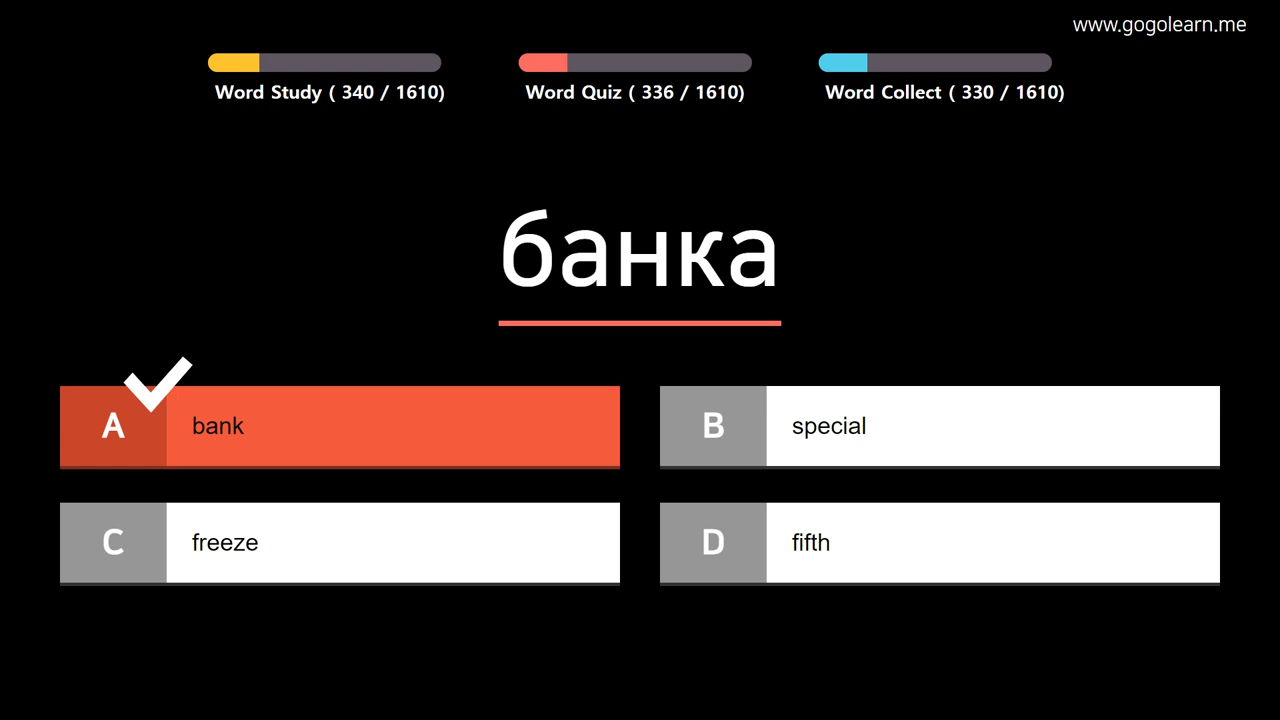 www.gogolearn.me
Word Study ( 340 / 1610)
Word Quiz ( 336 / 1610)
Word Collect ( 330 / 1610)
банка
A bank
B special
C freeze
D fifth